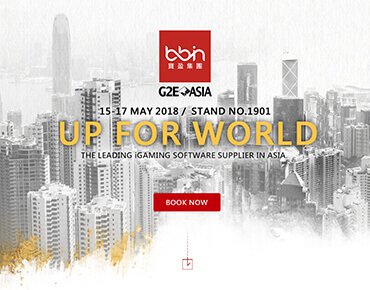 bbin
寶盈集團
G2E ASIA
15-17 MAY 2018 / STAND NO.1901
UP FOR WORLD
THE LEADING iGAMING SOFTWARE SUPPLIER IN ASIA
BOOK NOW